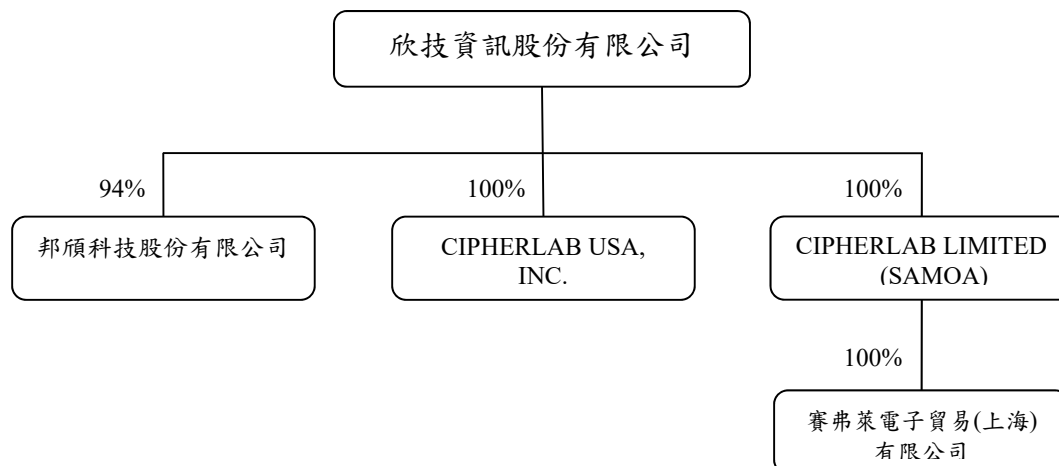 欣技資訊股份有限公司
94%
100%
100%
邦頎科技股份有限公司
CIPHERLAB USA,
INC.
CIPHERLAB LIMITED
(SAMOA)
100%
賽弗萊電子貿易(上海)
有限公司